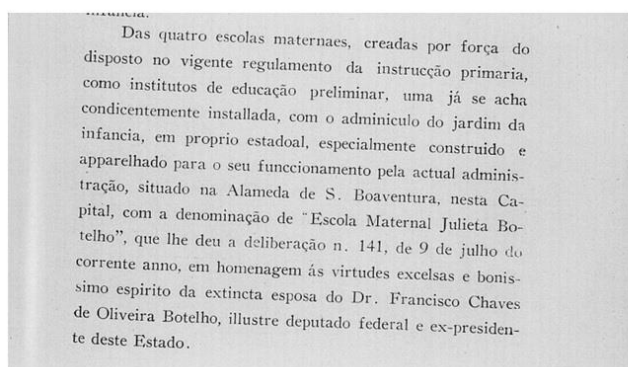 infancia.
Das quatro escolas maternaes, creadas por força do
disposto no vigente regulamento da instrucção primaria,
como institutos de educação preliminar, uma já se acha
condicentemente installada, com o adminiculo do jardim da
infancia, em proprio estadoal, especialmente construido e
apparelhado para o seu funccionamento pela actual adminis-
tração, situado na Alameda de S. Boaventura, nesta Ca-
pital, com a denominação de "Escola Maternal Julieta Bo-
telho", que lhe deu a deliberação n. 141, de 9 de julho do
corrente anno, em homenagem ás virtudes excelsas e bonis-
simo espirito da extincta esposa do Dr. Francisco Chaves
de Oliveira Botelho, illustre deputado federal e ex-presiden-
te deste Estado.